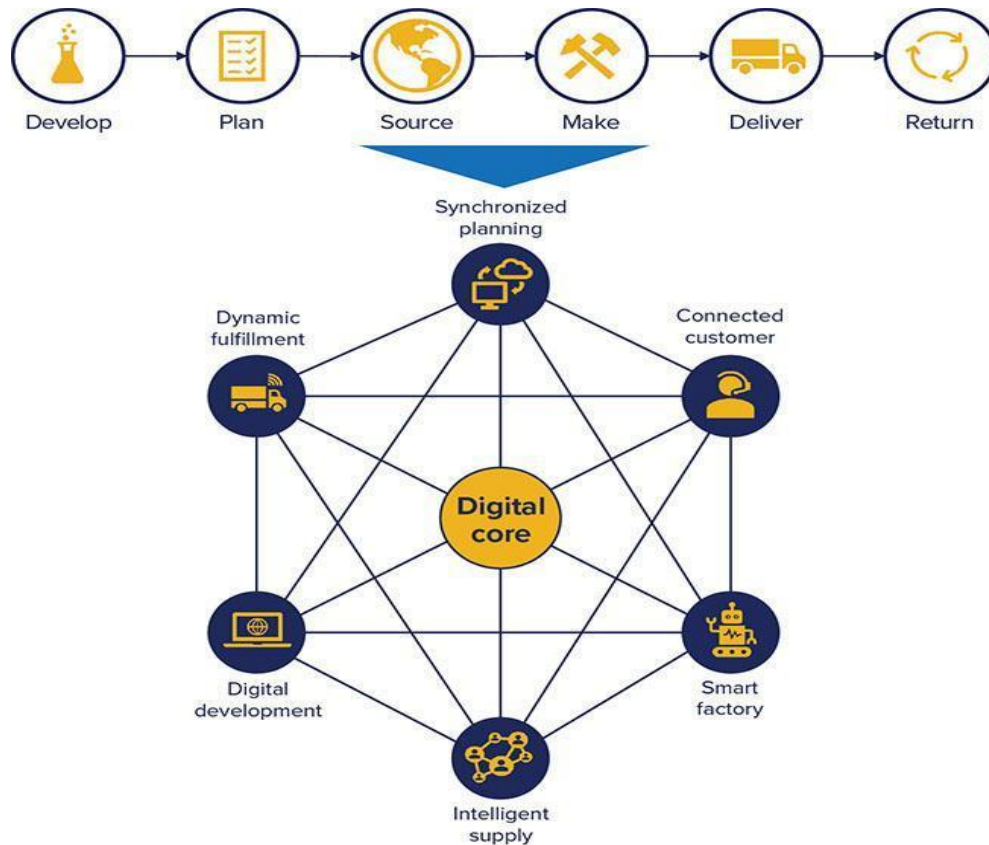 Develop
Plan
Source
Make
Deliver
Return
Synchronized
planning
Dynamic
fulfillment
Connected
customer
Digital
core
Digital
development
Smart
factory
Intelligent
supply